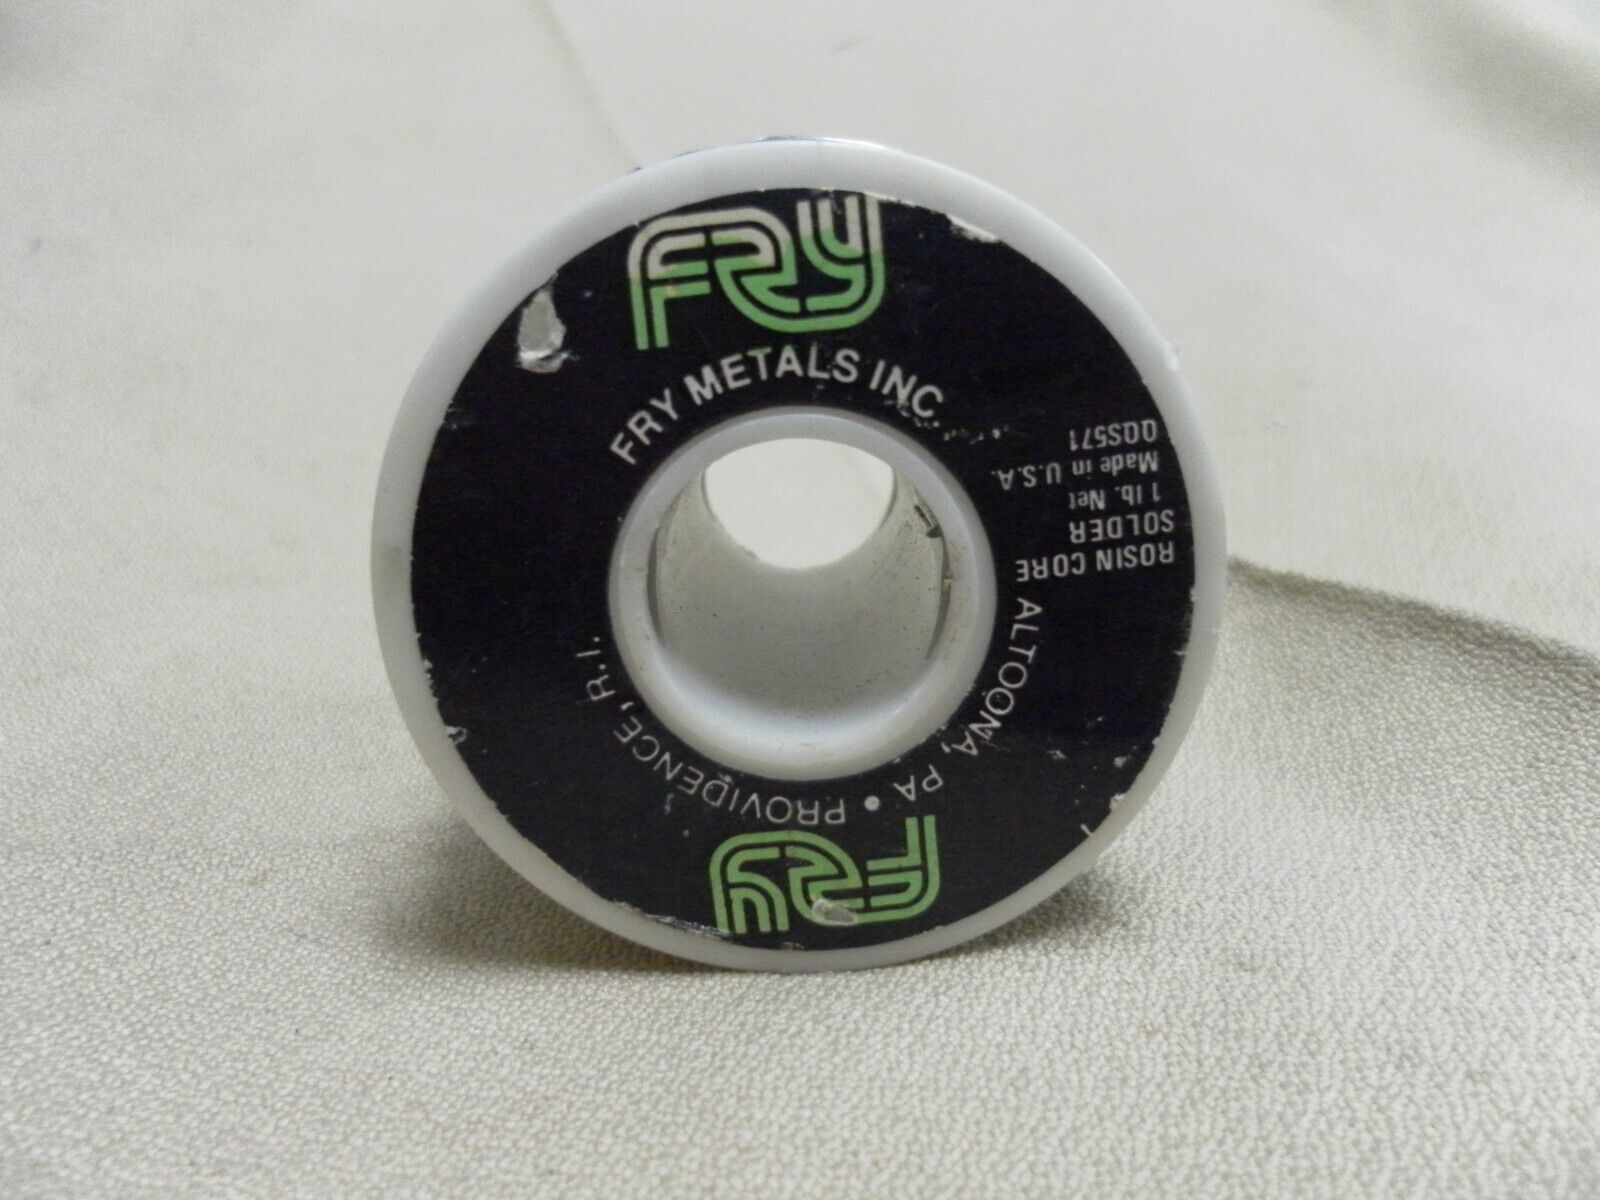 FRY
FRY METALS INC.
ROSIN CORE
SOLDER
1 lb. Net
Made in U.S.A.
QQS571
ALTOONA, PA • PROVIDENCE, R.I.
FRY